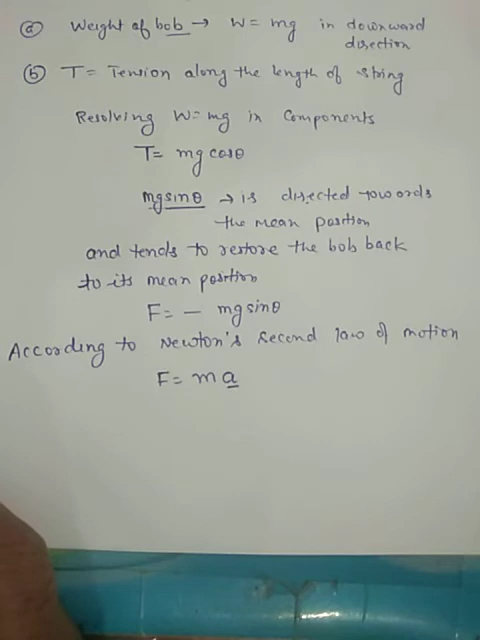 ⓐ Weight of bob → W = mg in downward
direction
ⓑ T = Tension along the length of string
Resolving W=mg in Components
T= mg cosθ
mg sinθ → is directed towards
the mean position
and tends to restore the bob back
to its mean position
F = - mg sinθ
According to Newton's second law of motion
F = ma